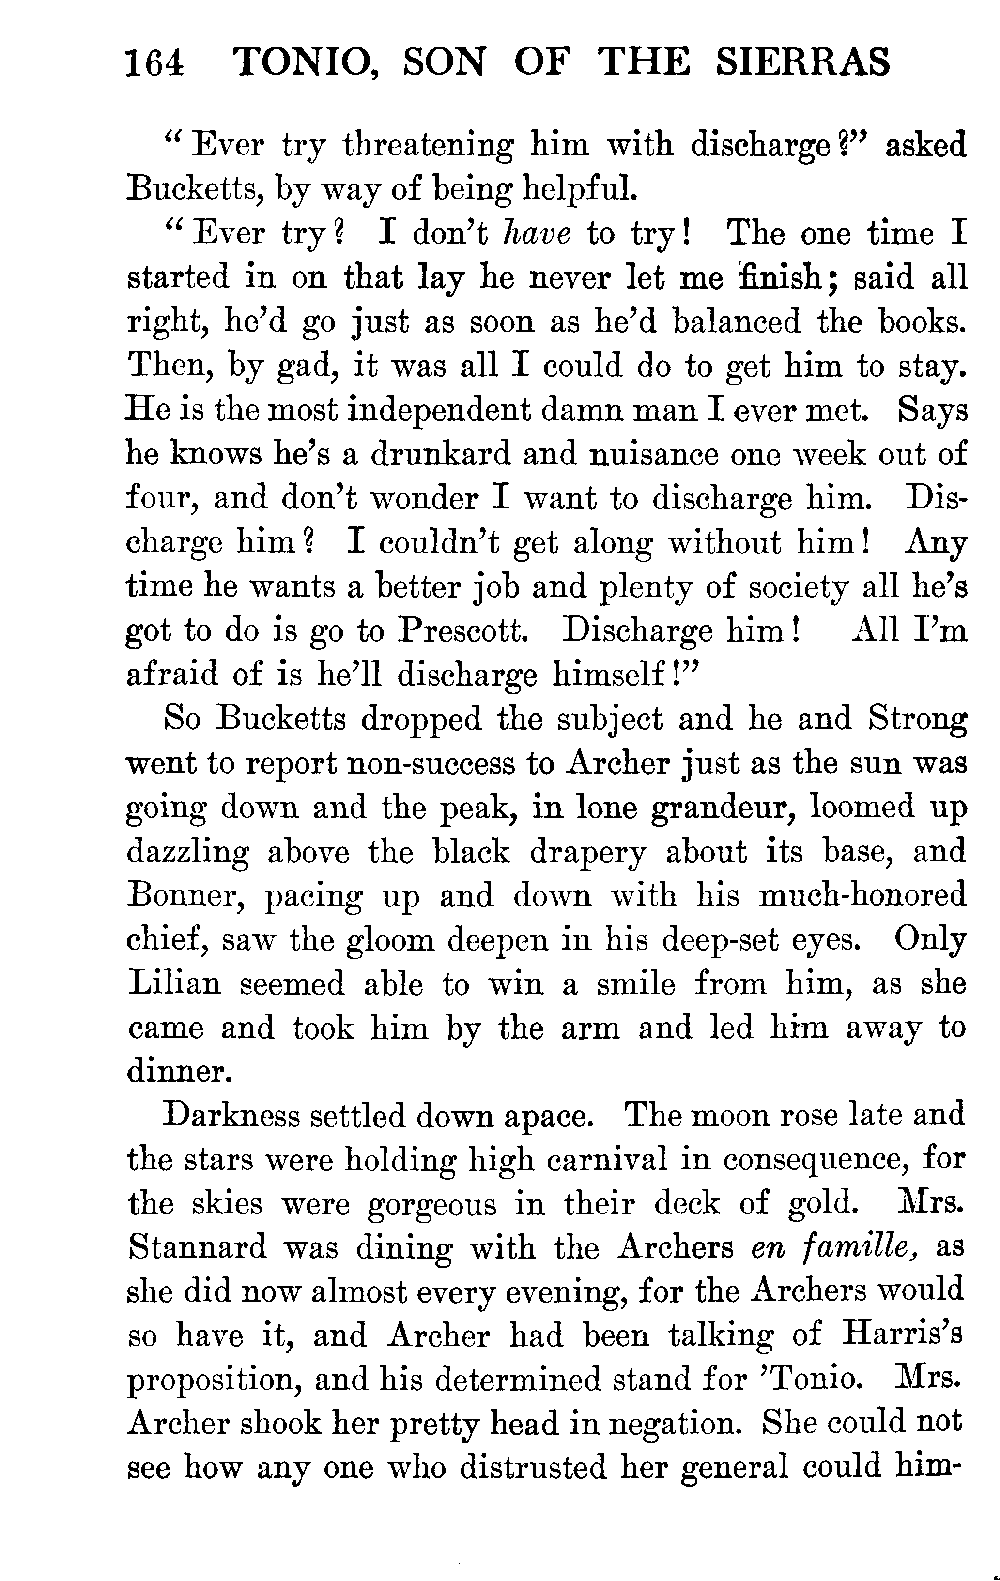 164 TONIO, SON OF THE SIERRAS
"Ever try threatening him with discharge?" asked
Bucketts, by way of being helpful.
"Ever try? I don't have to try! The one time I
started in on that lay he never let me finish; said all
right, he'd go just as soon as he'd balanced the books.
Then, by gad, it was all I could do to get him to stay.
He is the most independent damn man I ever met. Says
he knows he's a drunkard and nuisance one week out of
four, and don't wonder I want to discharge him. Dis-
charge him? I couldn't get along without him! Any
time he wants a better job and plenty of society all he's
got to do is go to Prescott. Discharge him! All I'm
afraid of is he'll discharge himself!"
So Bucketts dropped the subject and he and Strong
went to report non-success to Archer just as the sun was
going down and the peak, in lone grandeur, loomed up
dazzling above the black drapery about its base, and
Bonner, pacing up and down with his much-honored
chief, saw the gloom deepen in his deep-set eyes. Only
Lilian seemed able to win a smile from him, as she
came and took him by the arm and led him away to
dinner.
Darkness settled down apace. The moon rose late and
the stars were holding high carnival in consequence, for
the skies were gorgeous in their deck of gold. Mrs.
Stannard was dining with the Archers en famille, as
she did now almost every evening, for the Archers would
so have it, and Archer had been talking of Harris's
proposition, and his determined stand for 'Tonio. Mrs.
Archer shook her pretty head in negation. She could not
see how any one who distrusted her general could him-